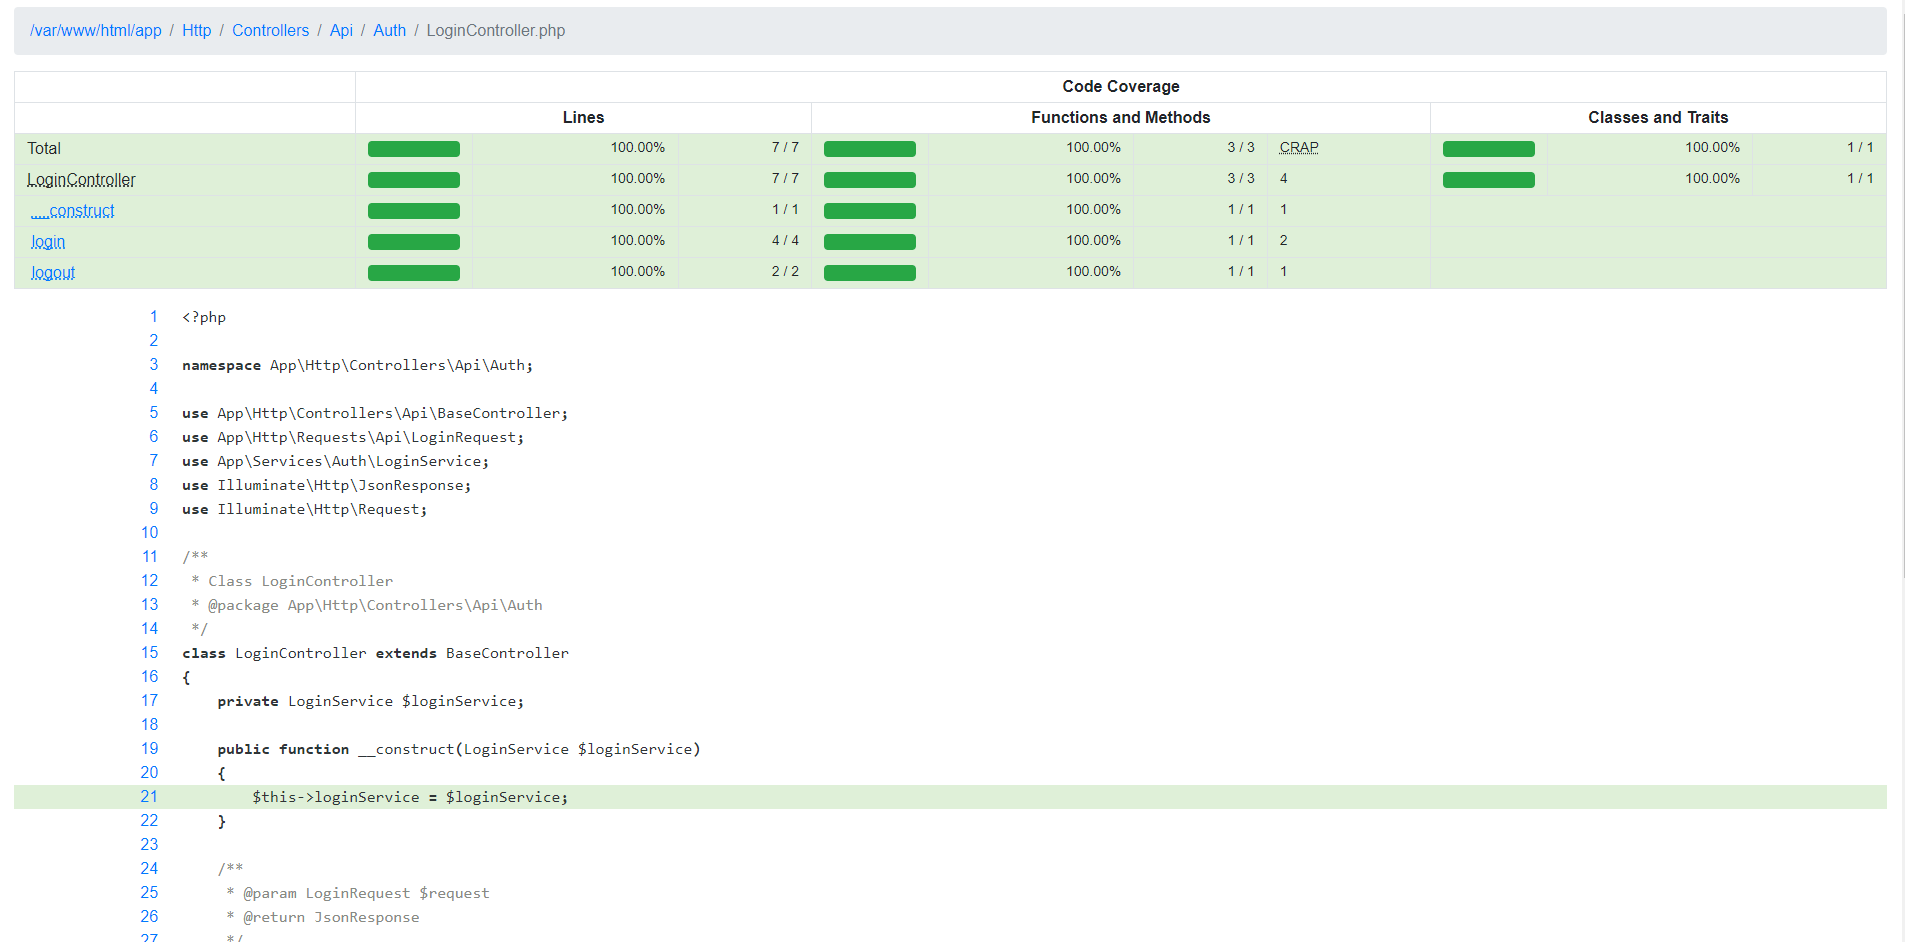 /var/www/html/app / Http / Controllers / Api / Auth / LoginController.php
Code Coverage
Lines Functions and Methods Classes and Traits
Total 100.00% 7 / 7 100.00% 3 / 3 CRAP 100.00% 1 / 1
LoginController 100.00% 7 / 7 100.00% 3 / 3 4 100.00% 1 / 1
__construct 100.00% 1 / 1 100.00% 1 / 1 1
login 100.00% 4 / 4 100.00% 1 / 1 2
logout 100.00% 2 / 2 100.00% 1 / 1 1
1 <?php
2
3 namespace App\Http\Controllers\Api\Auth;
4
5 use App\Http\Controllers\Api\BaseController;
6 use App\Http\Requests\Api\LoginRequest;
7 use App\Services\Auth\LoginService;
8 use Illuminate\Http\JsonResponse;
9 use Illuminate\Http\Request;
10
11 /**
12  * Class LoginController
13  * @package App\Http\Controllers\Api\Auth
14  */
15 class LoginController extends BaseController
16 {
17     private LoginService $loginService;
18
19     public function __construct(LoginService $loginService)
20     {
21         $this->loginService = $loginService;
22     }
23
24     /**
25      * @param LoginRequest $request
26      * @return JsonResponse
27      */